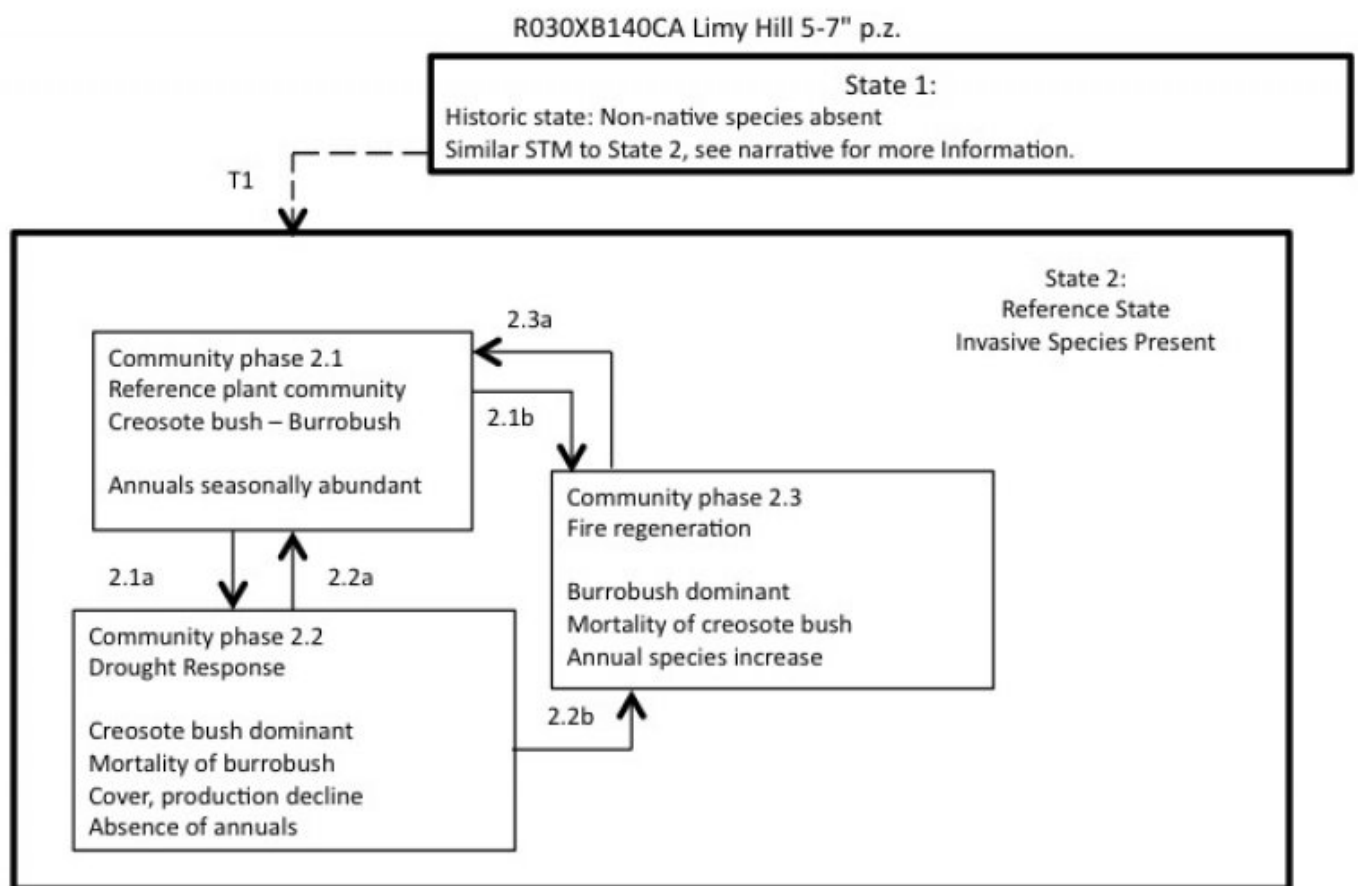 R030XB140CA Limy Hill 5-7" p.z.
State 1:
Historic state: Non-native species absent
Similar STM to State 2, see narrative for more Information.
T1
State 2:
Reference State
Invasive Species Present
2.3a
Community phase 2.1
Reference plant community
Creosote bush – Burrobush
Annuals seasonally abundant
2.1b
Community phase 2.3
Fire regeneration
Burrobush dominant
Mortality of creosote bush
Annual species increase
2.1a
2.2a
Community phase 2.2
Drought Response
Creosote bush dominant
Mortality of burrobush
Cover, production decline
Absence of annuals
2.2b